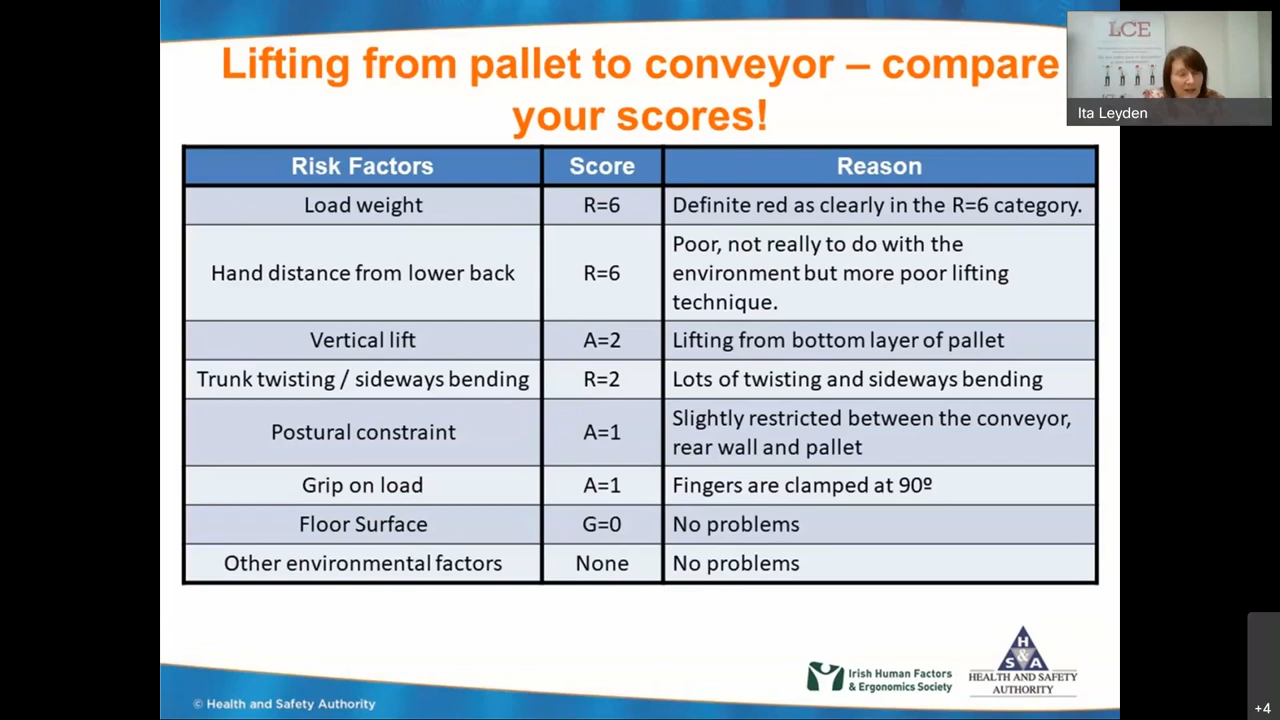 Lifting from pallet to conveyor – compare
your scores!
LCE
Ita Leyden
Risk Factors Score Reason
Load weight R=6 Definite red as clearly in the R=6 category.
Hand distance from lower back R=6 Poor, not really to do with the
environment but more poor lifting
technique.
Vertical lift A=2 Lifting from bottom layer of pallet
Trunk twisting / sideways bending R=2 Lots of twisting and sideways bending
Postural constraint A=1 Slightly restricted between the conveyor,
rear wall and pallet
Grip on load A=1 Fingers are clamped at 90º
Floor Surface G=0 No problems
Other environmental factors None No problems
Irish Human Factors
& Ergonomics Society
H
S & A
HEALTH AND SAFETY
AUTHORITY
© Health and Safety Authority
+4